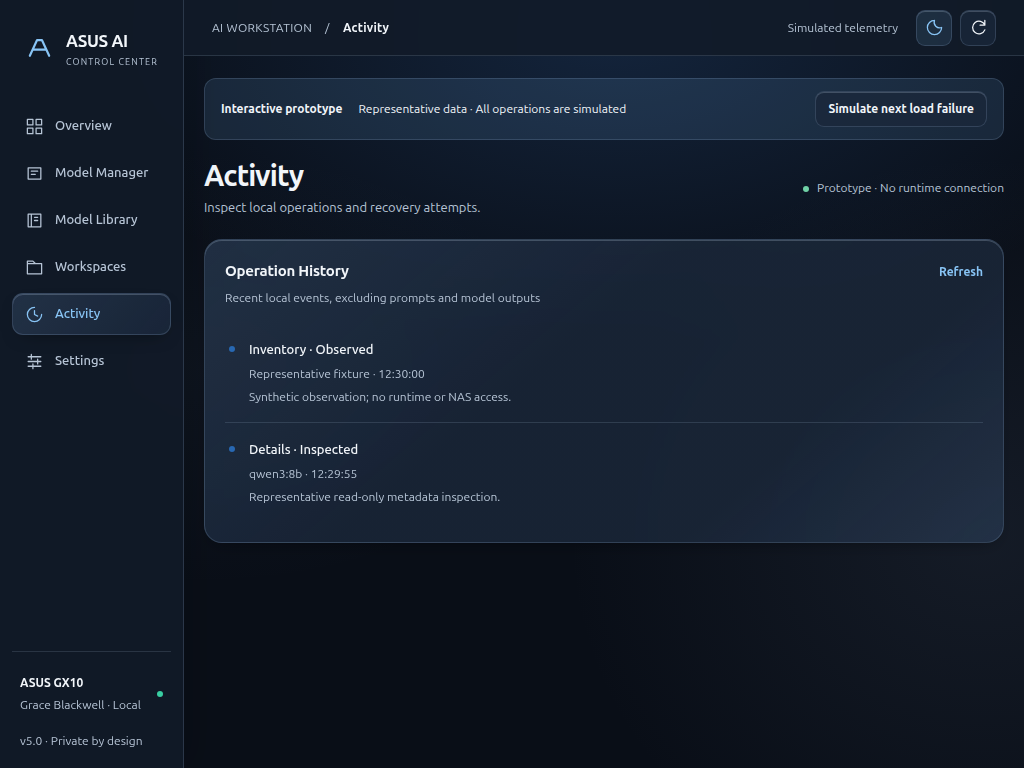 ASUS AI
CONTROL CENTER
Overview
Model Manager
Model Library
Workspaces
Activity
Settings
ASUS GX10
Grace Blackwell · Local
v5.0 · Private by design
AI WORKSTATION / Activity
Simulated telemetry
Interactive prototype Representative data · All operations are simulated
Simulate next load failure
Activity
Inspect local operations and recovery attempts.
Prototype · No runtime connection
Operation History
Refresh
Recent local events, excluding prompts and model outputs
Inventory · Observed
Representative fixture · 12:30:00
Synthetic observation; no runtime or NAS access.
Details · Inspected
qwen3:8b · 12:29:55
Representative read-only metadata inspection.